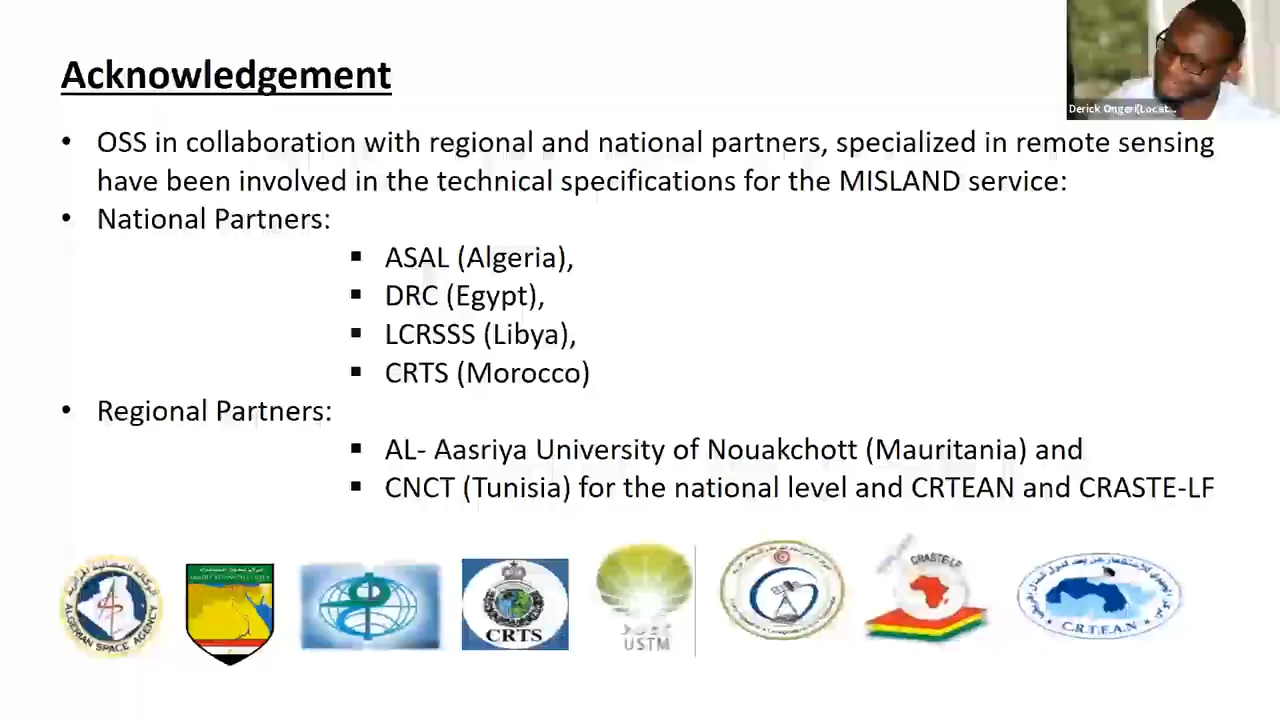 Acknowledgement
Derick Ongeri(Locat...
• OSS in collaboration with regional and national partners, specialized in remote sensing
have been involved in the technical specifications for the MISLAND service:
• National Partners:
▪ ASAL (Algeria),
▪ DRC (Egypt),
▪ LCRSSS (Libya),
▪ CRTS (Morocco)
• Regional Partners:
▪ AL- Aasriya University of Nouakchott (Mauritania) and
▪ CNCT (Tunisia) for the national level and CRTEAN and CRASTE-LF
ALGERIAN SPACE AGENCY
CRTS
USTM
CRASTE-LF
C.R.T.E.A.N